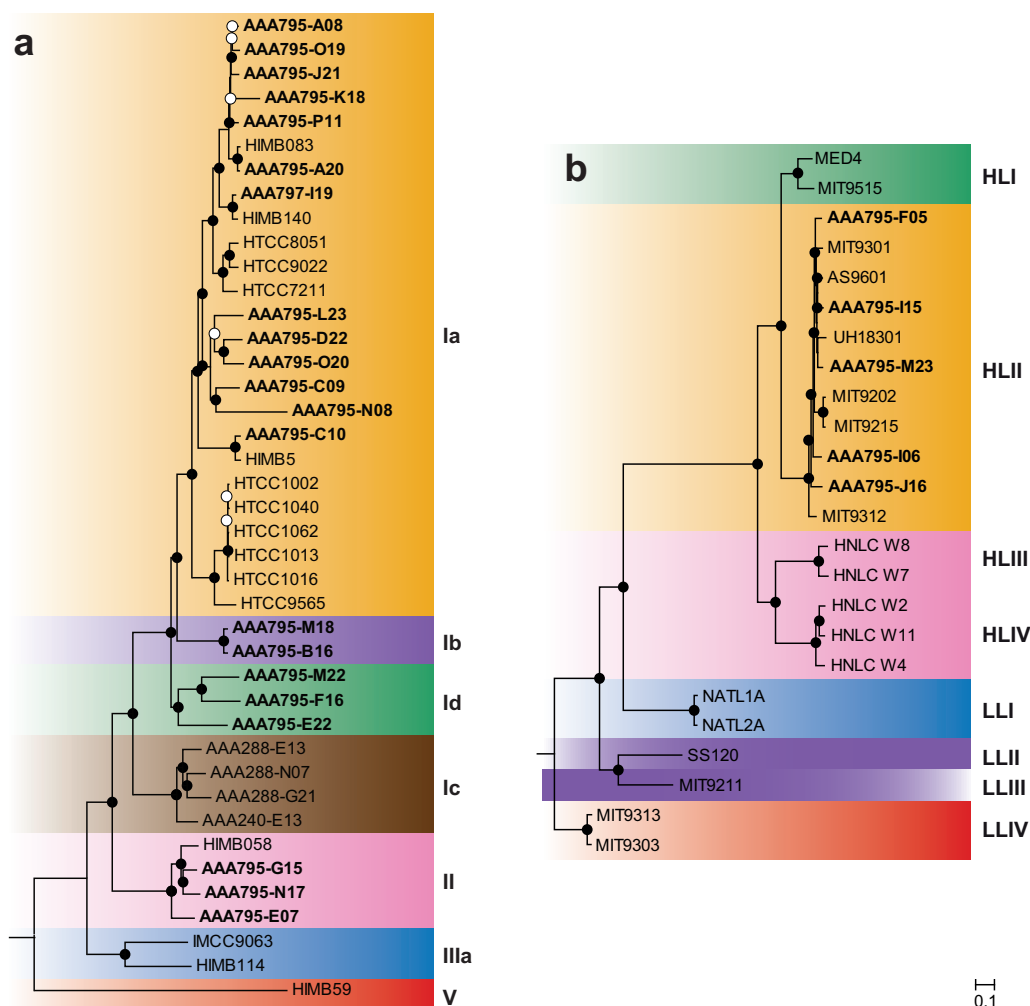 a
AAA795-A08
AAA795-O19
AAA795-J21
AAA795-K18
AAA795-P11
HIMB083
AAA795-A20
AAA797-I19
HIMB140
HTCC8051
HTCC9022
HTCC7211
AAA795-L23
Ia
AAA795-D22
AAA795-O20
AAA795-C09
AAA795-N08
AAA795-C10
HIMB5
HTCC1002
HTCC1040
HTCC1062
HTCC1013
HTCC1016
HTCC9565
AAA795-M18
Ib
AAA795-B16
AAA795-M22
AAA795-F16
Id
AAA795-E22
AAA288-E13
AAA288-N07
Ic
AAA288-G21
AAA240-E13
HIMB058
AAA795-G15
II
AAA795-N17
AAA795-E07
IMCC9063
IIIa
HIMB114
HIMB59
V
b
MED4
HLI
MIT9515
AAA795-F05
MIT9301
AS9601
AAA795-I15
UH18301
HLII
AAA795-M23
MIT9202
MIT9215
AAA795-I06
AAA795-J16
MIT9312
HNLC W8
HLIII
HNLC W7
HNLC W2
HLIV
HNLC W11
HNLC W4
NATL1A
LLI
NATL2A
SS120
LLII
MIT9211
LLIII
MIT9313
LLIV
MIT9303
0.1